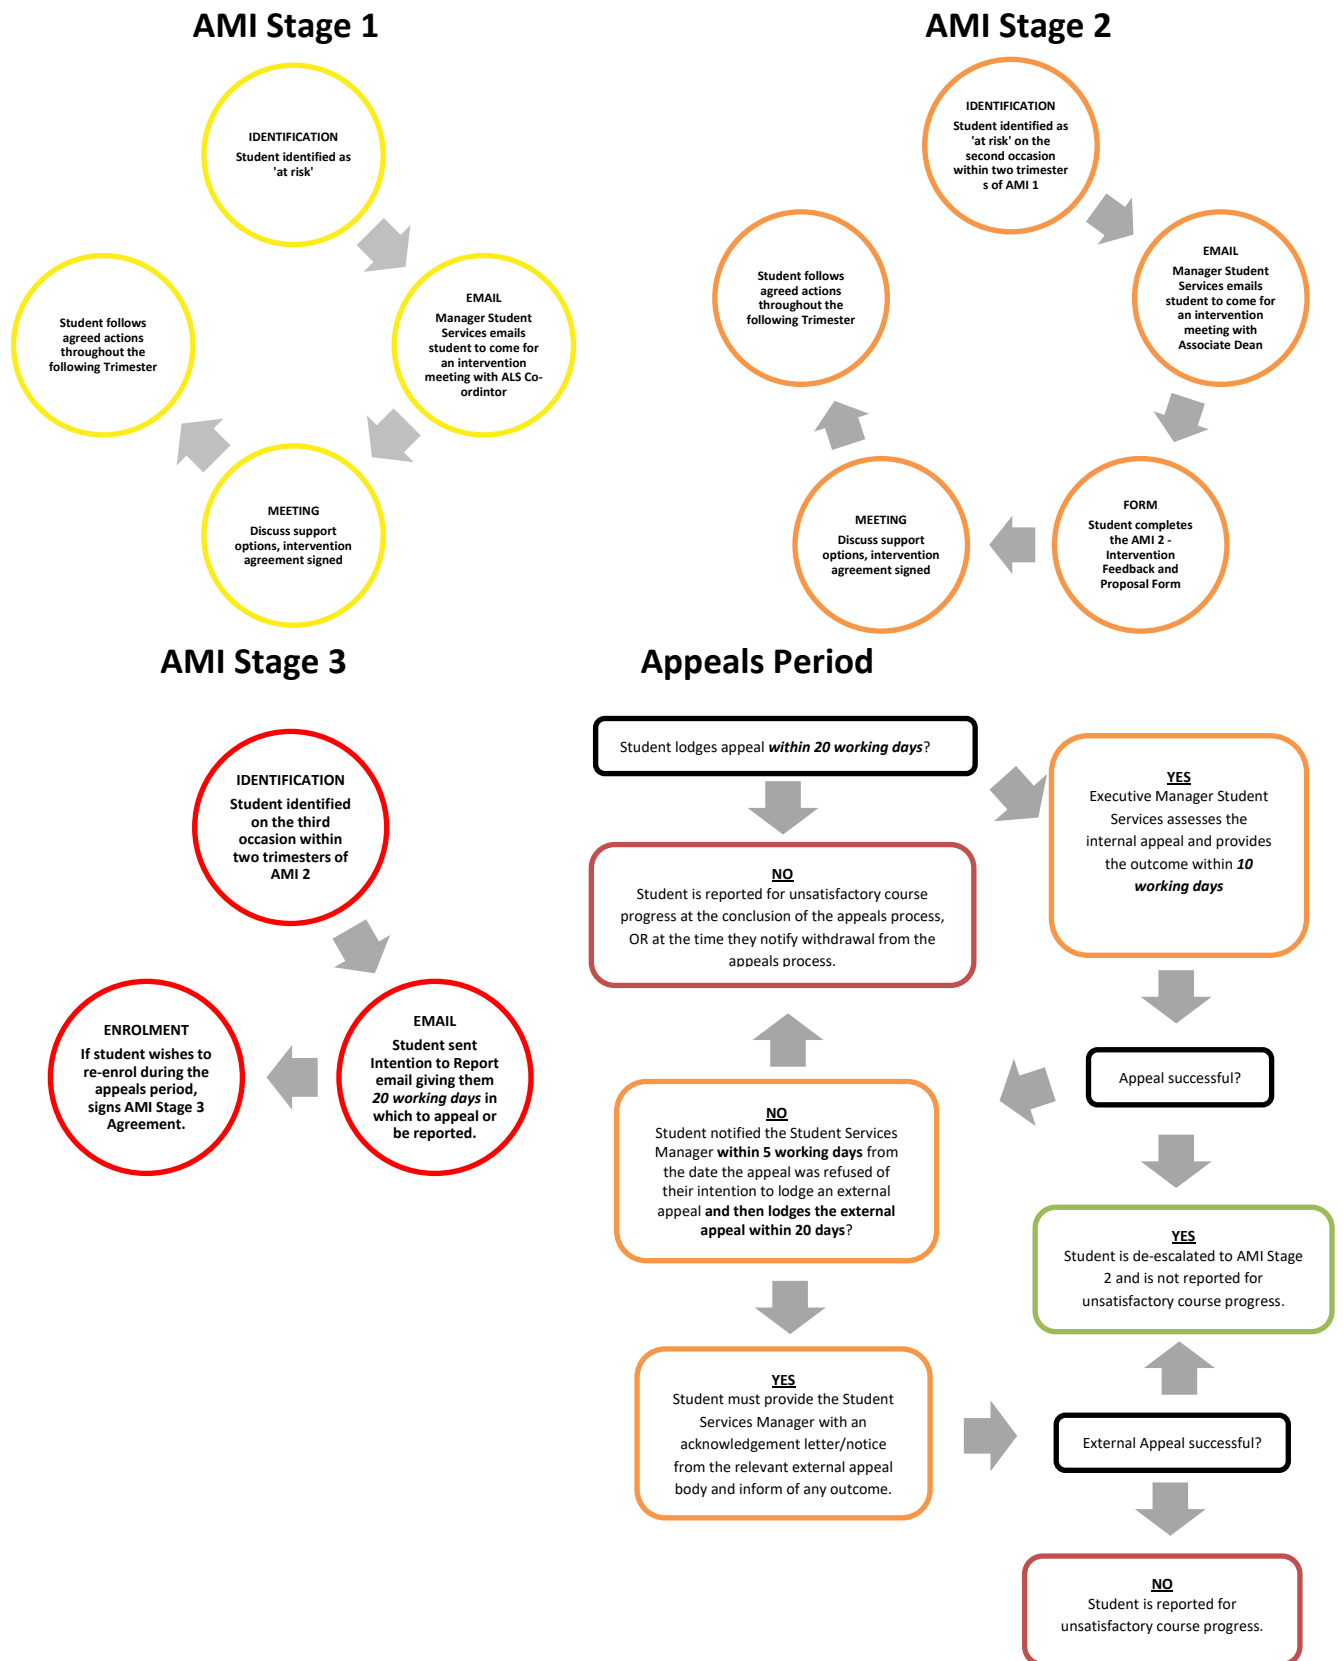 AMI Stage 1
IDENTIFICATION
Student identified as
'at risk'
EMAIL
Manager Student
Services emails
student to come for
an intervention
meeting with ALS Co-
ordintor
MEETING
Discuss support
options, intervention
agreement signed
Student follows
agreed actions
throughout the
following Trimester
AMI Stage 2
IDENTIFICATION
Student identified as
'at risk' on the
second occasion
within two trimester
s of AMI 1
EMAIL
Manager Student
Services emails
student to come for
an intervention
meeting with
Associate Dean
FORM
Student completes
the AMI 2 -
Intervention
Feedback and
Proposal Form
MEETING
Discuss support
options, intervention
agreement signed
Student follows
agreed actions
throughout the
following Trimester
AMI Stage 3
IDENTIFICATION
Student identified
on the third
occasion within
two trimesters of
AMI 2
EMAIL
Student sent
Intention to Report
email giving them
20 working days in
which to appeal or
be reported.
ENROLMENT
If student wishes to
re-enrol during the
appeals period,
signs AMI Stage 3
Agreement.
Appeals Period
Student lodges appeal within 20 working days?
YES
Executive Manager Student
Services assesses the
internal appeal and provides
the outcome within 10
working days
NO
Student is reported for unsatisfactory course
progress at the conclusion of the appeals process,
OR at the time they notify withdrawal from the
appeals process.
Appeal successful?
NO
Student notified the Student Services
Manager within 5 working days from
the date the appeal was refused of
their intention to lodge an external
appeal and then lodges the external
appeal within 20 days?
YES
Student is de-escalated to AMI Stage
2 and is not reported for
unsatisfactory course progress.
YES
Student must provide the Student
Services Manager with an
acknowledgement letter/notice
from the relevant external appeal
body and inform of any outcome.
External Appeal successful?
NO
Student is reported for
unsatisfactory course progress.